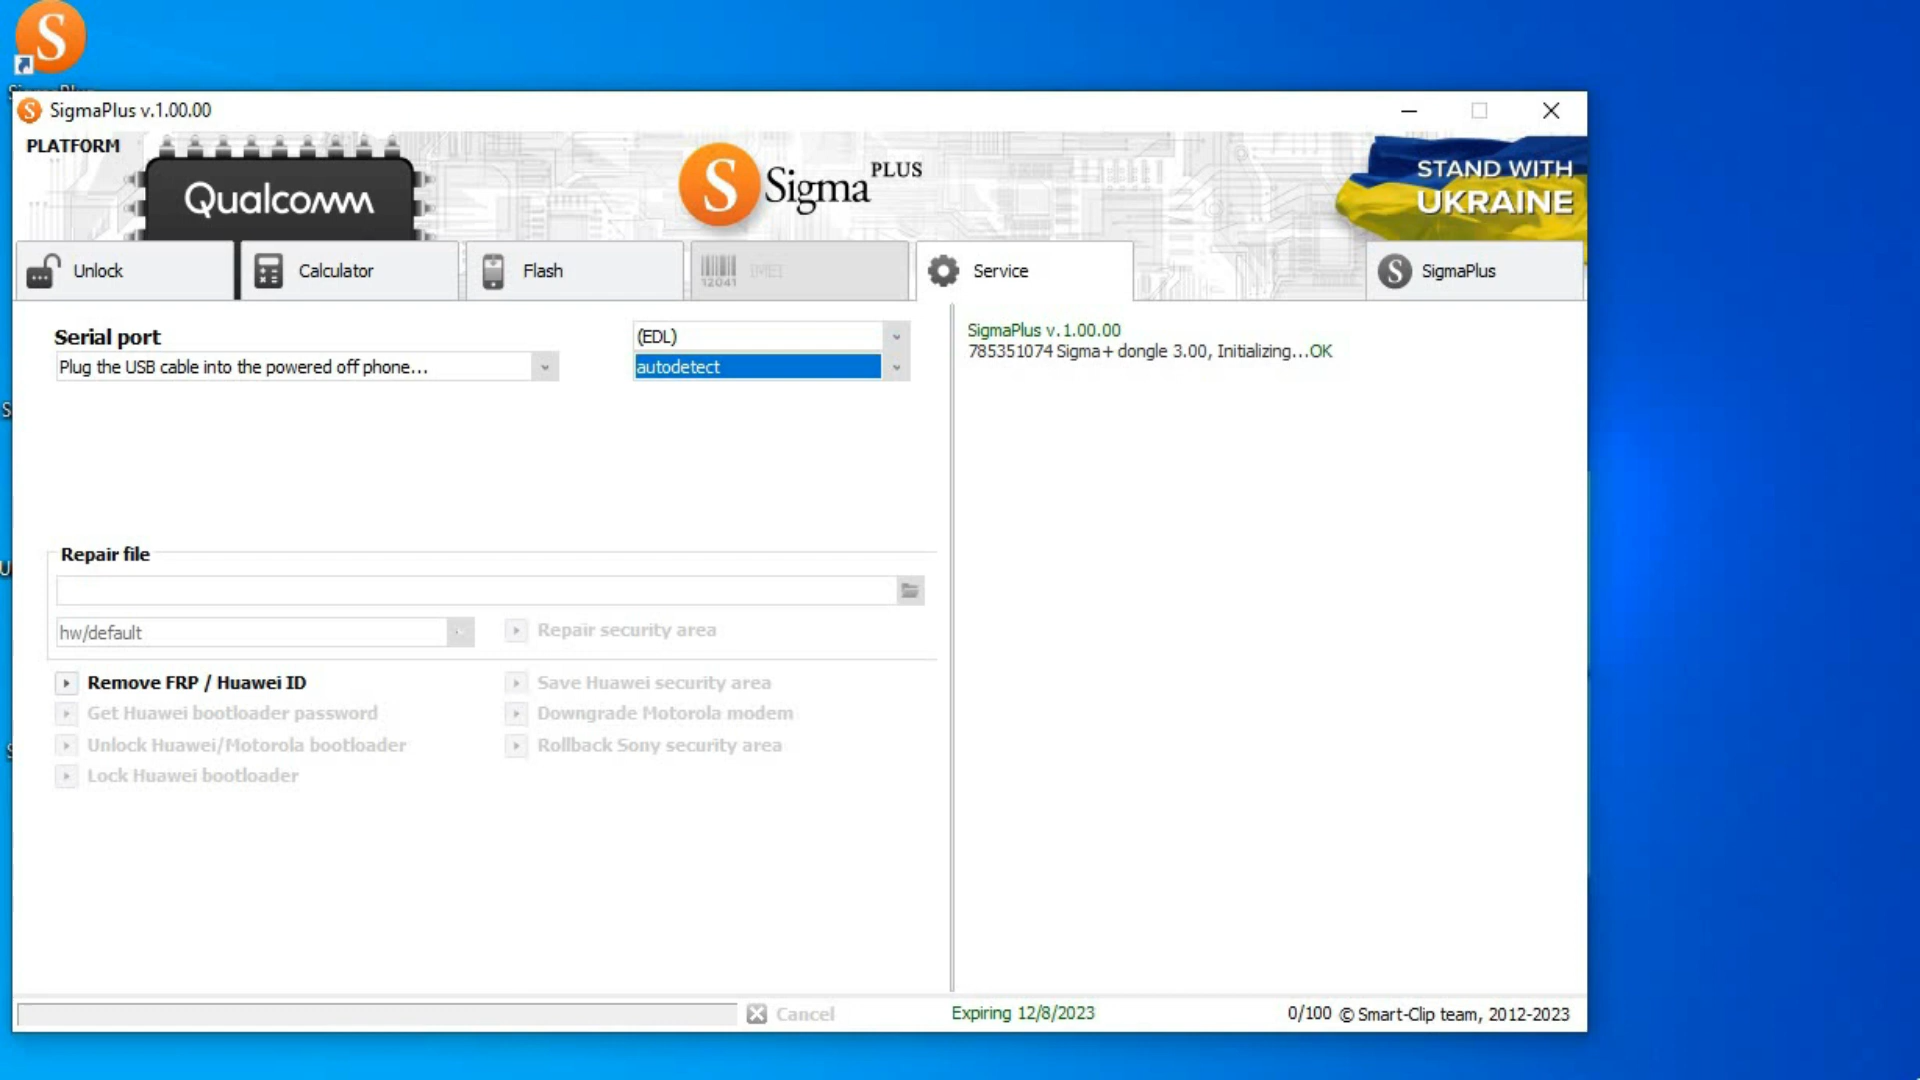 S
SigmaPlus v.1.00.00
PLATFORM
Qualcomm
S Sigma PLUS
STAND WITH
UKRAINE
Unlock
Calculator
Flash
12041
IMEI
Service
S SigmaPlus
Serial port
(EDL)
Plug the USB cable into the powered off phone...
autodetect
SigmaPlus v.1.00.00
785351074 Sigma+ dongle 3.00, Initializing...OK
Repair file
hw/default
Repair security area
Remove FRP / Huawei ID
Save Huawei security area
Get Huawei bootloader password
Downgrade Motorola modem
Unlock Huawei/Motorola bootloader
Rollback Sony security area
Lock Huawei bootloader
Cancel
Expiring 12/8/2023
0/100 © Smart-Clip team, 2012-2023